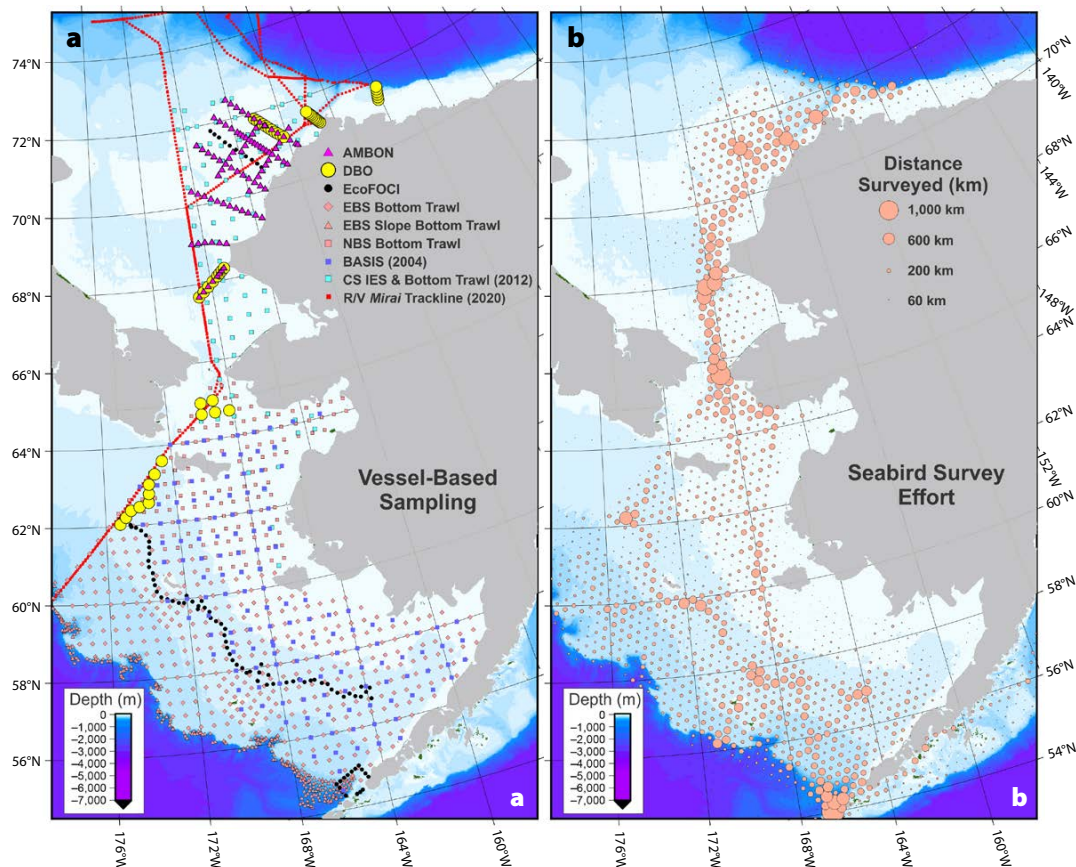 a
74°N
72°N
70°N
68°N
66°N
64°N
62°N
60°N
58°N
56°N
AMBON
DBO
EcoFOCI
EBS Bottom Trawl
EBS Slope Bottom Trawl
NBS Bottom Trawl
BASIS (2004)
CS IES & Bottom Trawl (2012)
R/V Mirai Trackline (2020)
Vessel-Based
Sampling
Depth (m)
0
–1,000
–2,000
–3,000
–4,000
–5,000
–6,000
–7,000
a
176°W
172°W
168°W
164°W
160°W
b
Distance
Surveyed (km)
1,000 km
600 km
200 km
60 km
Seabird Survey
Effort
70°N
140°W
68°N
144°W
66°N
148°W
64°N
62°N
152°W
60°N
58°N
56°N
54°N
Depth (m)
0
–1,000
–2,000
–3,000
–4,000
–5,000
–6,000
–7,000
b
176°W
172°W
168°W
164°W
160°W